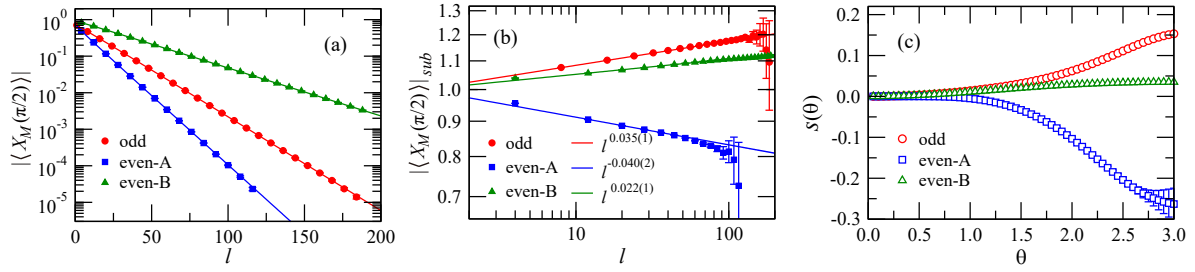 |⟨X_M(π/2)⟩|
10^0
10^-1
10^-2
10^-3
10^-4
10^-5
(a)
odd
even-A
even-B
0 50 100 150 200
l
|⟨X_M(π/2)⟩|_sub
1.3
1.2
1.1
1.0
0.9
0.8
0.7
(b)
odd l^0.035(1)
even-A l^-0.040(2)
even-B l^0.022(1)
10 100
l
s(θ)
0.2
0.1
0.0
-0.1
-0.2
-0.3
(c)
odd
even-A
even-B
0.0 0.5 1.0 1.5 2.0 2.5 3.0
θ